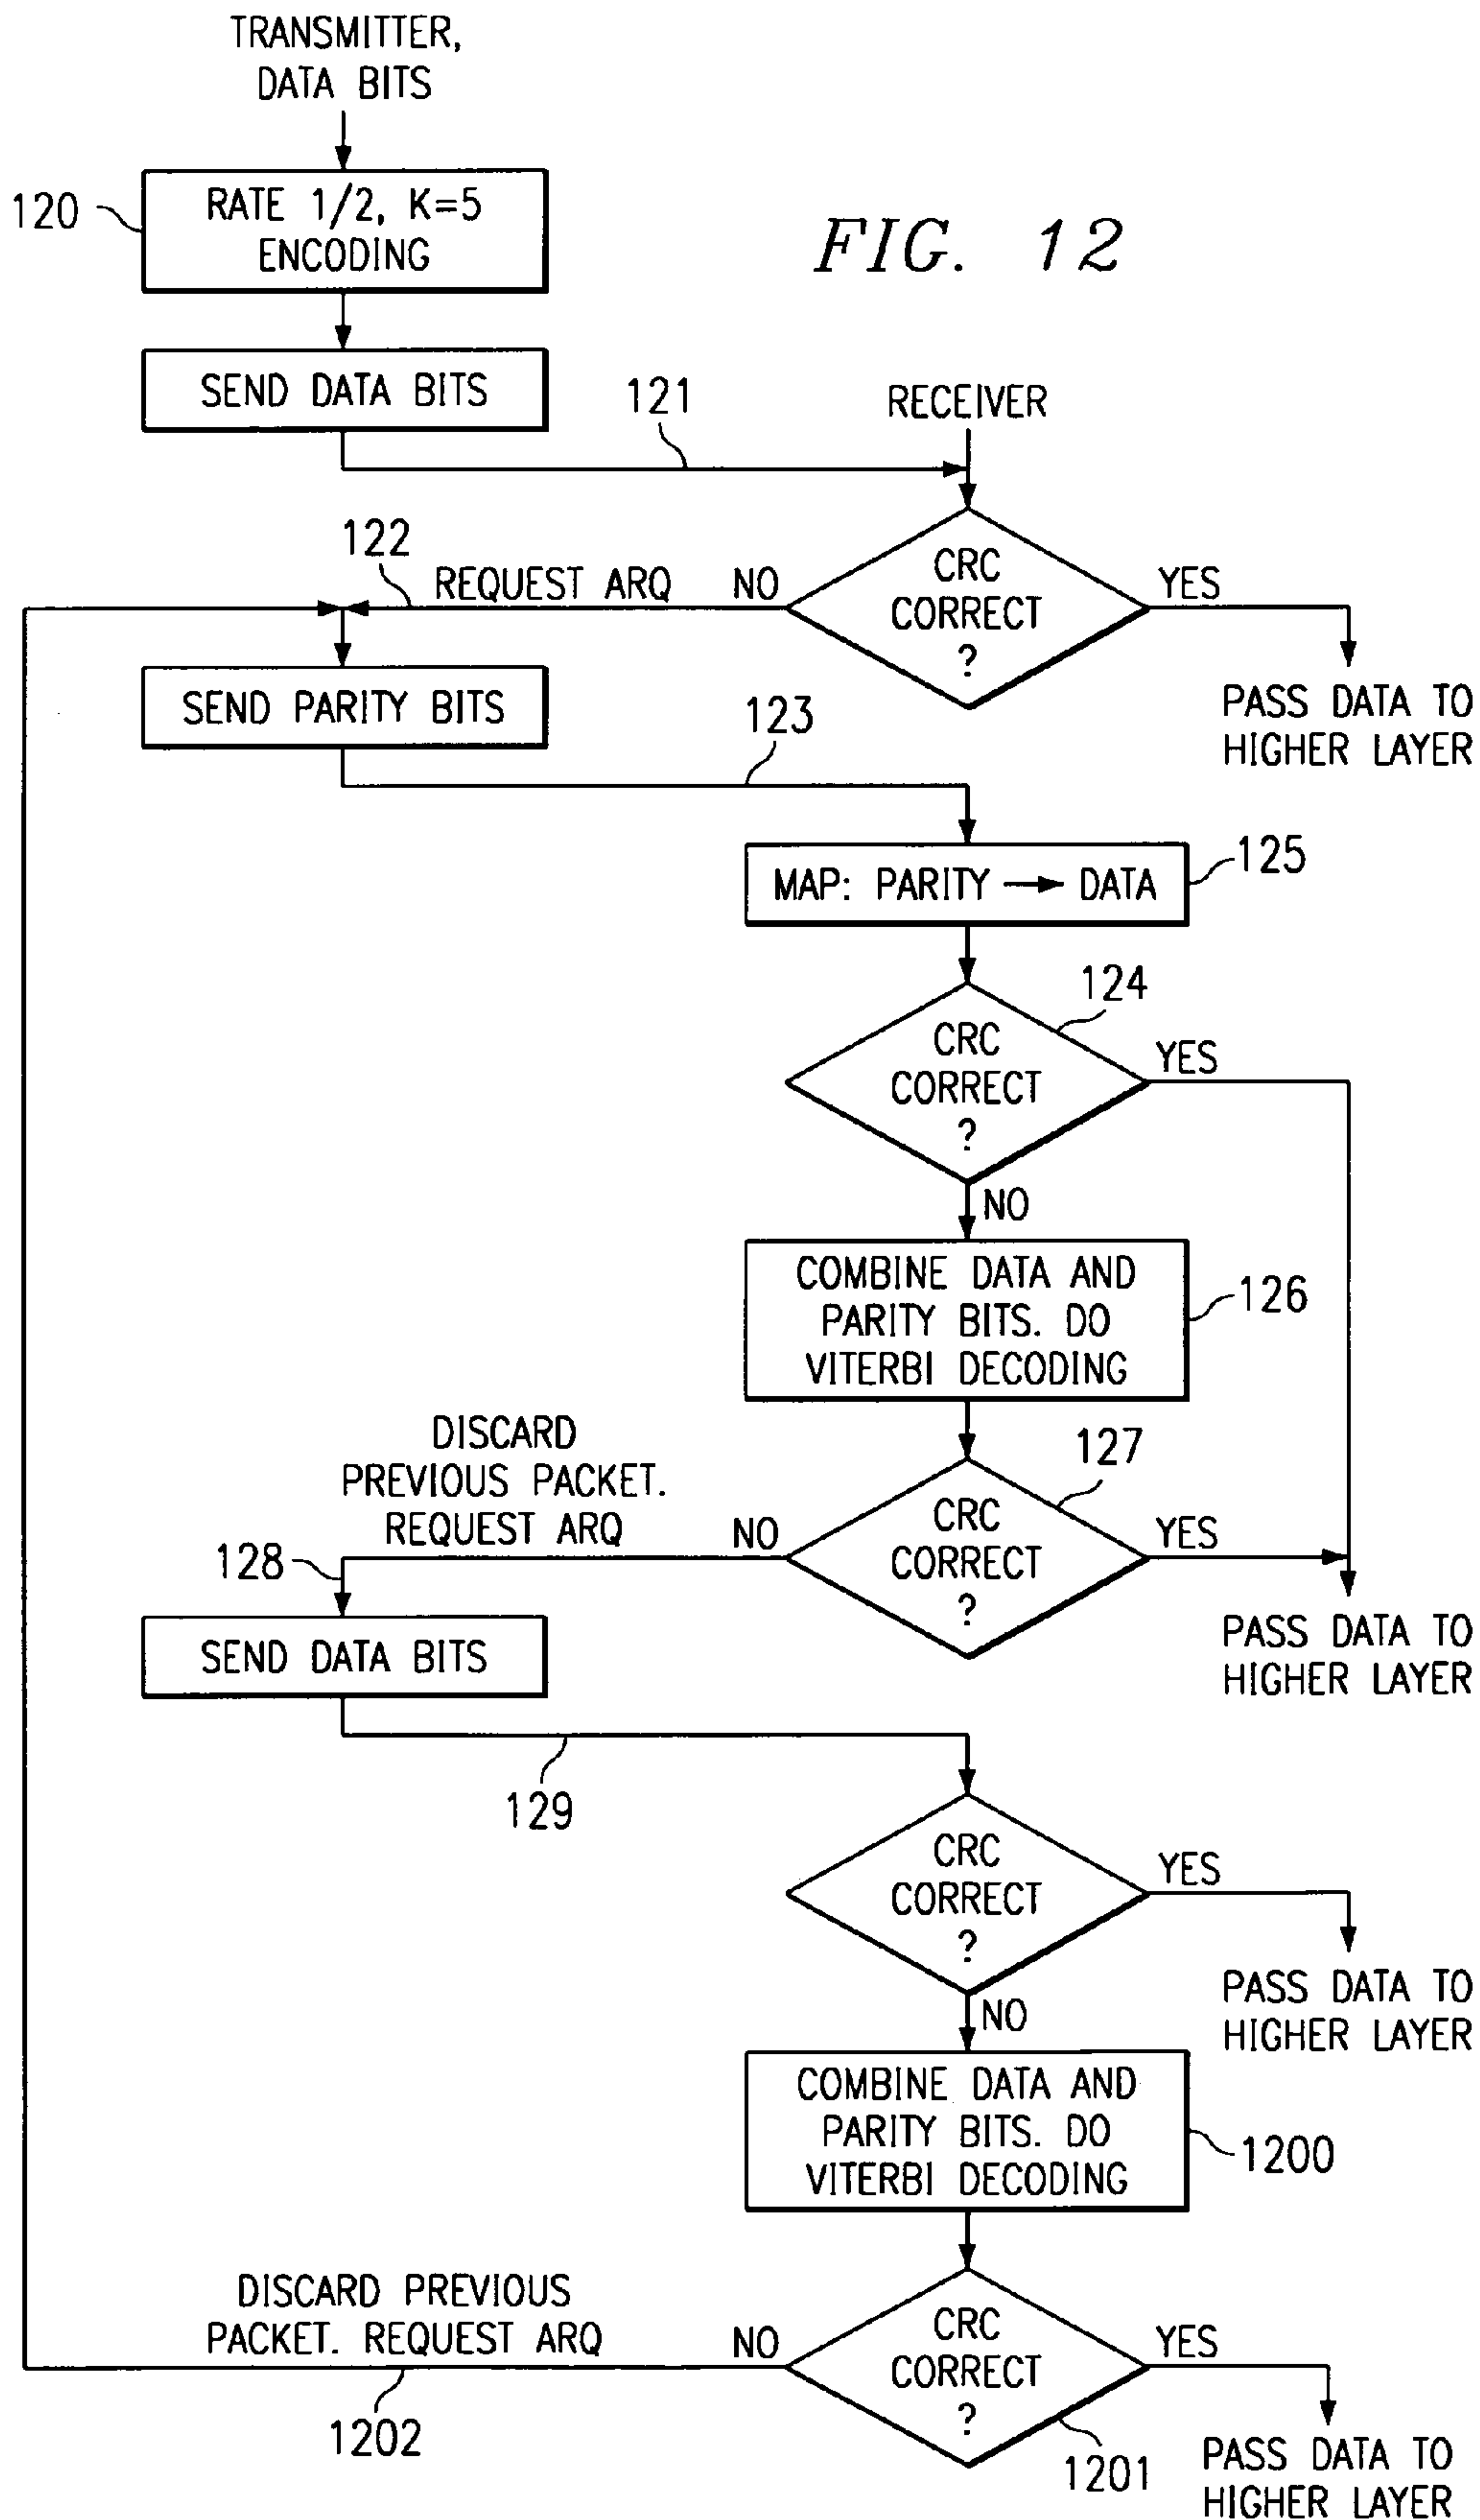 TRANSMITTER,
DATA BITS
120
RATE 1/2, K=5
ENCODING
FIG. 12
SEND DATA BITS
121
RECEIVER
122
REQUEST ARQ
NO
CRC
CORRECT
?
YES
PASS DATA TO
HIGHER LAYER
SEND PARITY BITS
123
MAP: PARITY → DATA
125
124
CRC
CORRECT
?
YES
NO
COMBINE DATA AND
PARITY BITS. DO
VITERBI DECODING
126
DISCARD
PREVIOUS PACKET.
REQUEST ARQ
NO
127
CRC
CORRECT
?
YES
128
PASS DATA TO
HIGHER LAYER
SEND DATA BITS
129
CRC
CORRECT
?
YES
PASS DATA TO
HIGHER LAYER
NO
COMBINE DATA AND
PARITY BITS. DO
VITERBI DECODING
1200
DISCARD PREVIOUS
PACKET. REQUEST ARQ
NO
CRC
CORRECT
?
YES
1202
1201
PASS DATA TO
HIGHER LAYER